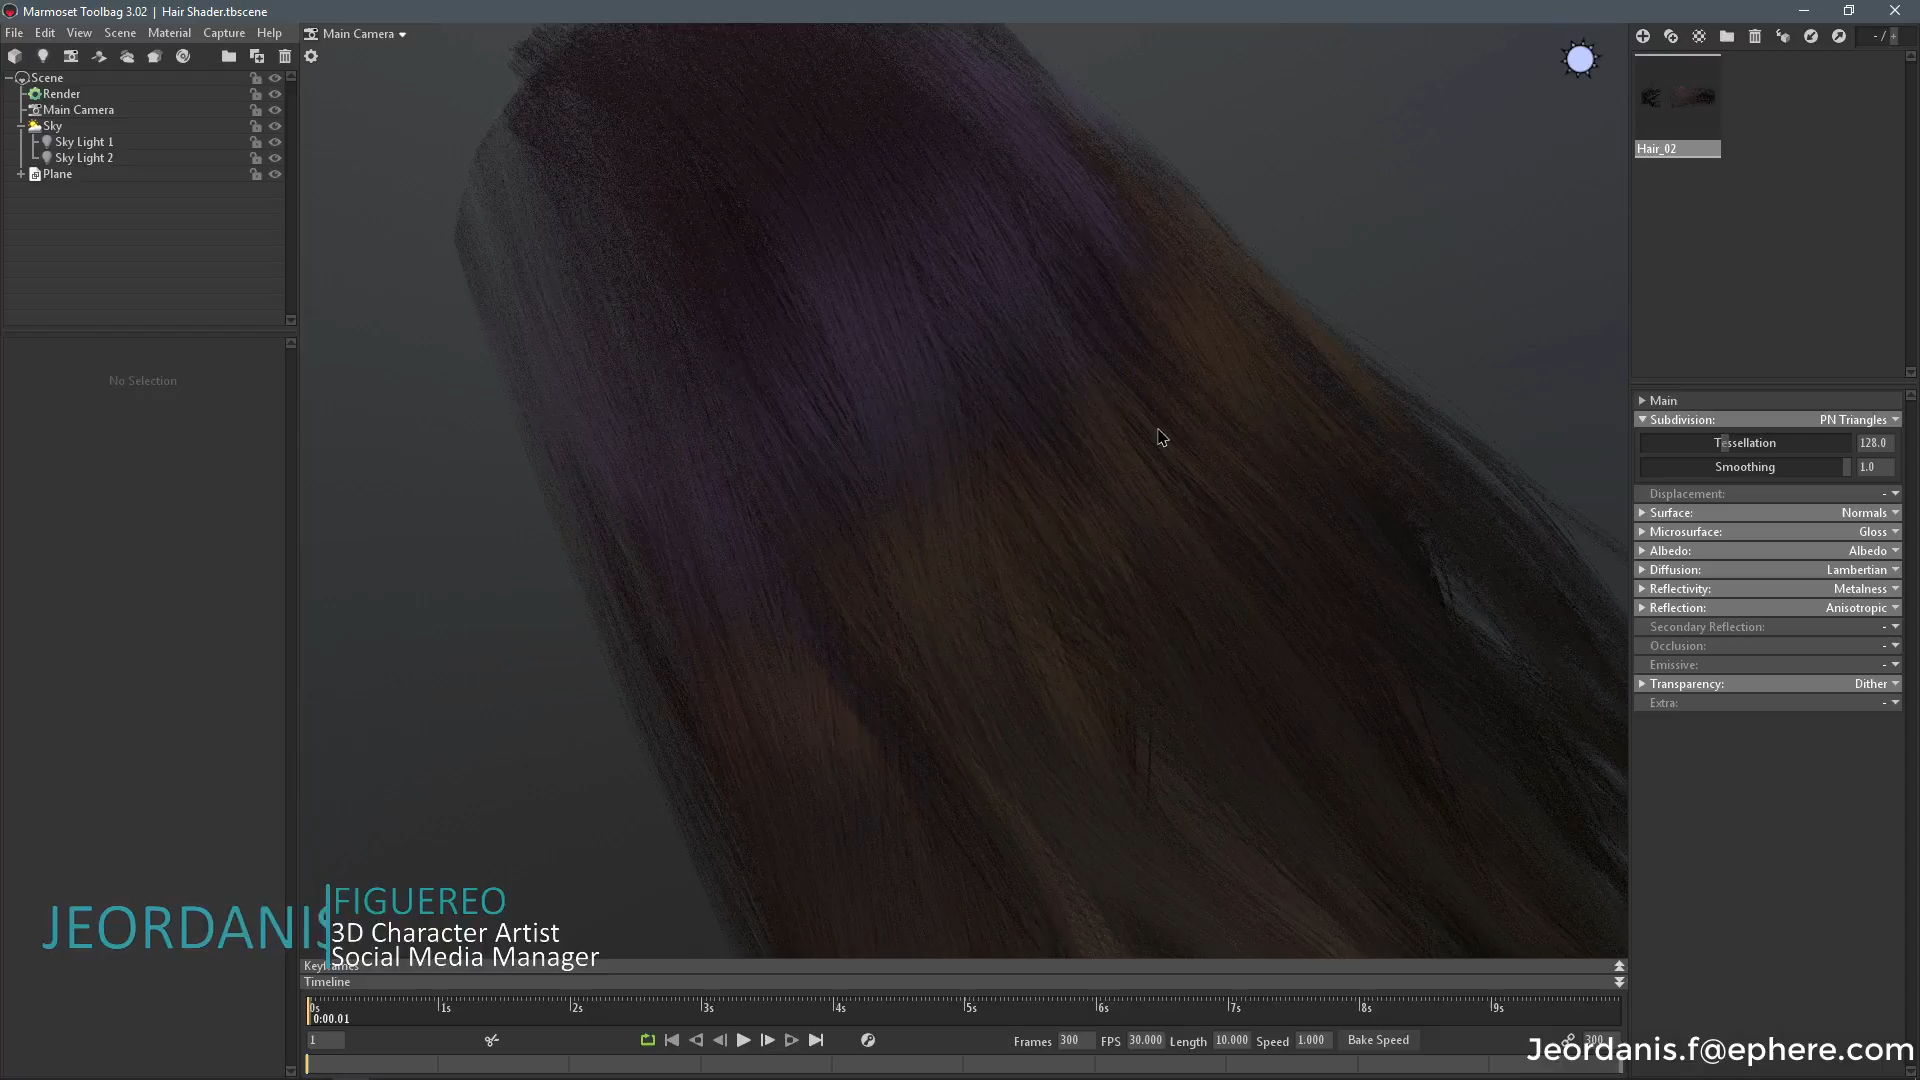 Marmoset Toolbag 3.02 | Hair Shader.tbscene
File Edit View Scene Material Capture Help
Main Camera
- /
Scene
Render
Main Camera
Sky
Sky Light 1
Sky Light 2
Plane
Hair_02
No Selection
Main
Subdivision: PN Triangles
Tessellation 128.0
Smoothing 1.0
Displacement: -
Surface: Normals
Microsurface: Gloss
Albedo: Albedo
Diffusion: Lambertian
Reflectivity: Metalness
Reflection: Anisotropic
Secondary Reflection: -
Occlusion: -
Emissive: -
Transparency: Dither
Extra: -
JEORDANIS
FIGUEREO
3D Character Artist
Social Media Manager
Keyframes
Timeline
0s 1s 2s 3s 4s 5s 6s 7s 8s 9s
0:00.01
1
Frames 300 FPS 30.000 Length 10.000 Speed 1.000 Bake Speed 300
Jeordanis.f@ephere.com